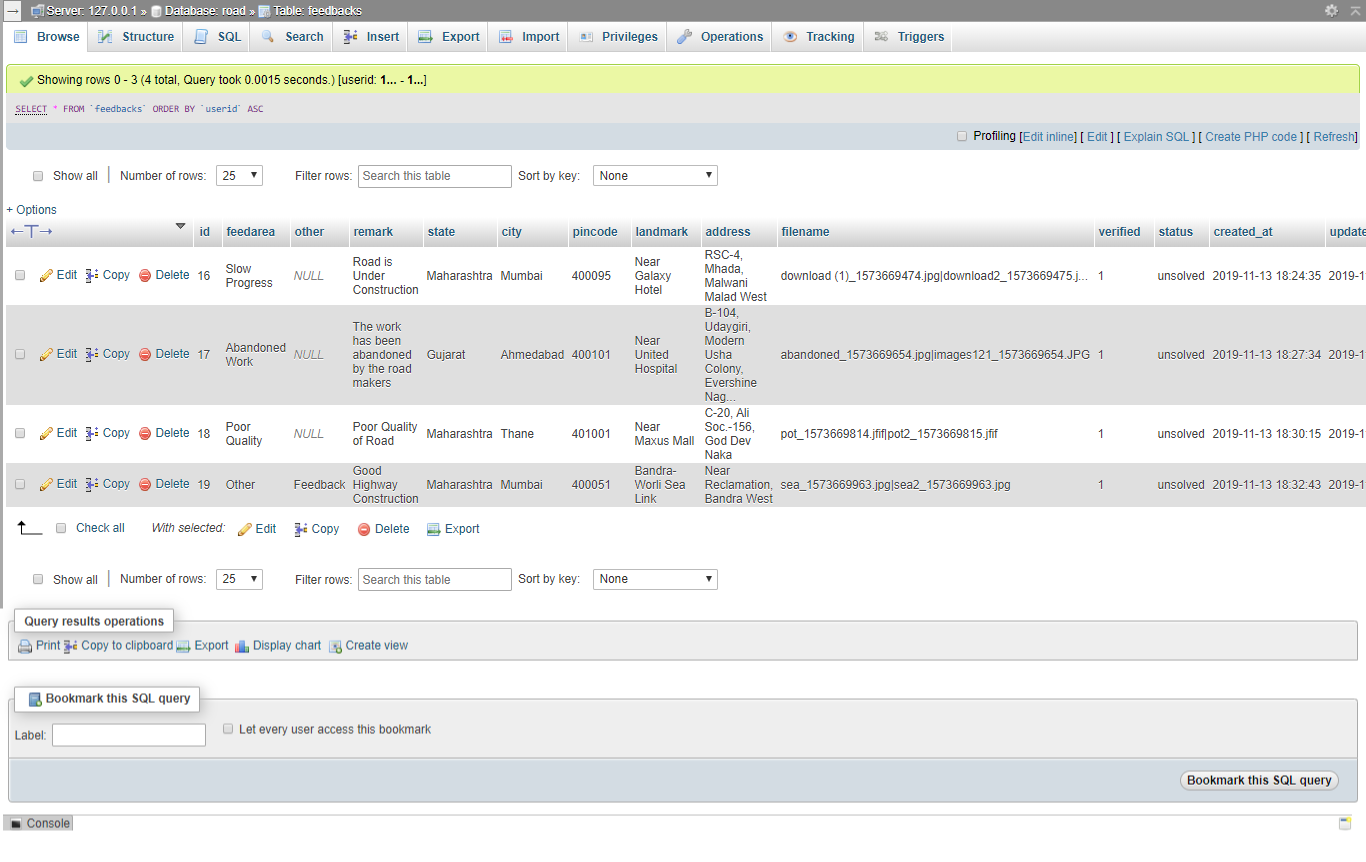 Server: 127.0.0.1 » Database: road » Table: feedbacks
Browse Structure SQL Search Insert Export Import Privileges Operations Tracking Triggers
Showing rows 0 - 3 (4 total, Query took 0.0015 seconds.) [userid: 1... - 1...]
SELECT * FROM `feedbacks` ORDER BY `userid` ASC
Profiling [Edit inline] [ Edit ] [ Explain SQL ] [ Create PHP code ] [ Refresh]
Show all | Number of rows: 25 Filter rows: Search this table Sort by key: None
+ Options
←T→ id feedarea other remark state city pincode landmark address filename verified status created_at update
Edit Copy Delete 16 Slow Progress NULL Road is Under Construction Maharashtra Mumbai 400095 Near Galaxy Hotel RSC-4, Mhada, Malwani Malad West download (1)_1573669474.jpg|download2_1573669475.j... 1 unsolved 2019-11-13 18:24:35 2019-1
Edit Copy Delete 17 Abandoned Work NULL The work has been abandoned by the road makers Gujarat Ahmedabad 400101 Near United Hospital B-104, Udaygiri, Modern Usha Colony, Evershine Nag... abandoned_1573669654.jpg|images121_1573669654.JPG 1 unsolved 2019-11-13 18:27:34 2019-1
Edit Copy Delete 18 Poor Quality NULL Poor Quality of Road Maharashtra Thane 401001 Near Maxus Mall C-20, Ali Soc.-156, God Dev Naka pot_1573669814.jfif|pot2_1573669815.jfif 1 unsolved 2019-11-13 18:30:15 2019-1
Edit Copy Delete 19 Other Feedback Good Highway Construction Maharashtra Mumbai 400051 Bandra-Worli Sea Link Near Reclamation, Bandra West sea_1573669963.jpg|sea2_1573669963.jpg 1 unsolved 2019-11-13 18:32:43 2019-1
Check all With selected: Edit Copy Delete Export
Show all | Number of rows: 25 Filter rows: Search this table Sort by key: None
Query results operations
Print Copy to clipboard Export Display chart Create view
Bookmark this SQL query
Label: Let every user access this bookmark
Bookmark this SQL query
Console